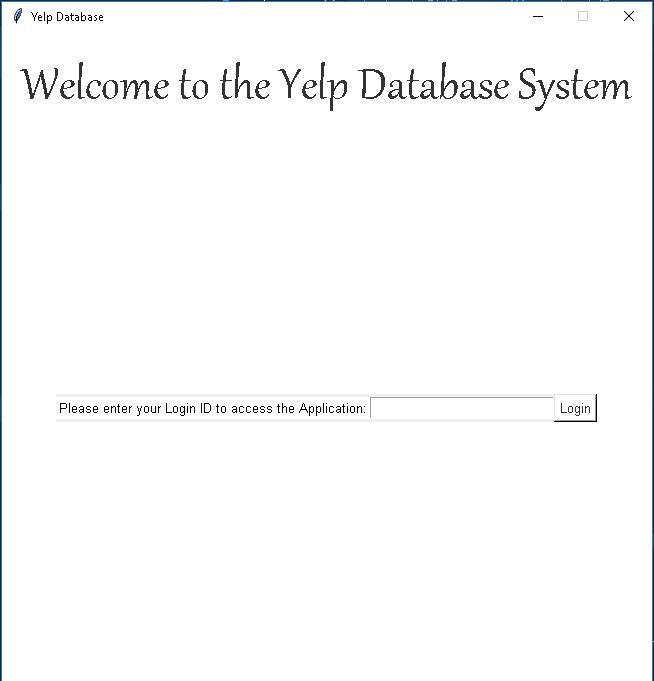 Yelp Database
Welcome to the Yelp Database System
Please enter your Login ID to access the Application:
Login